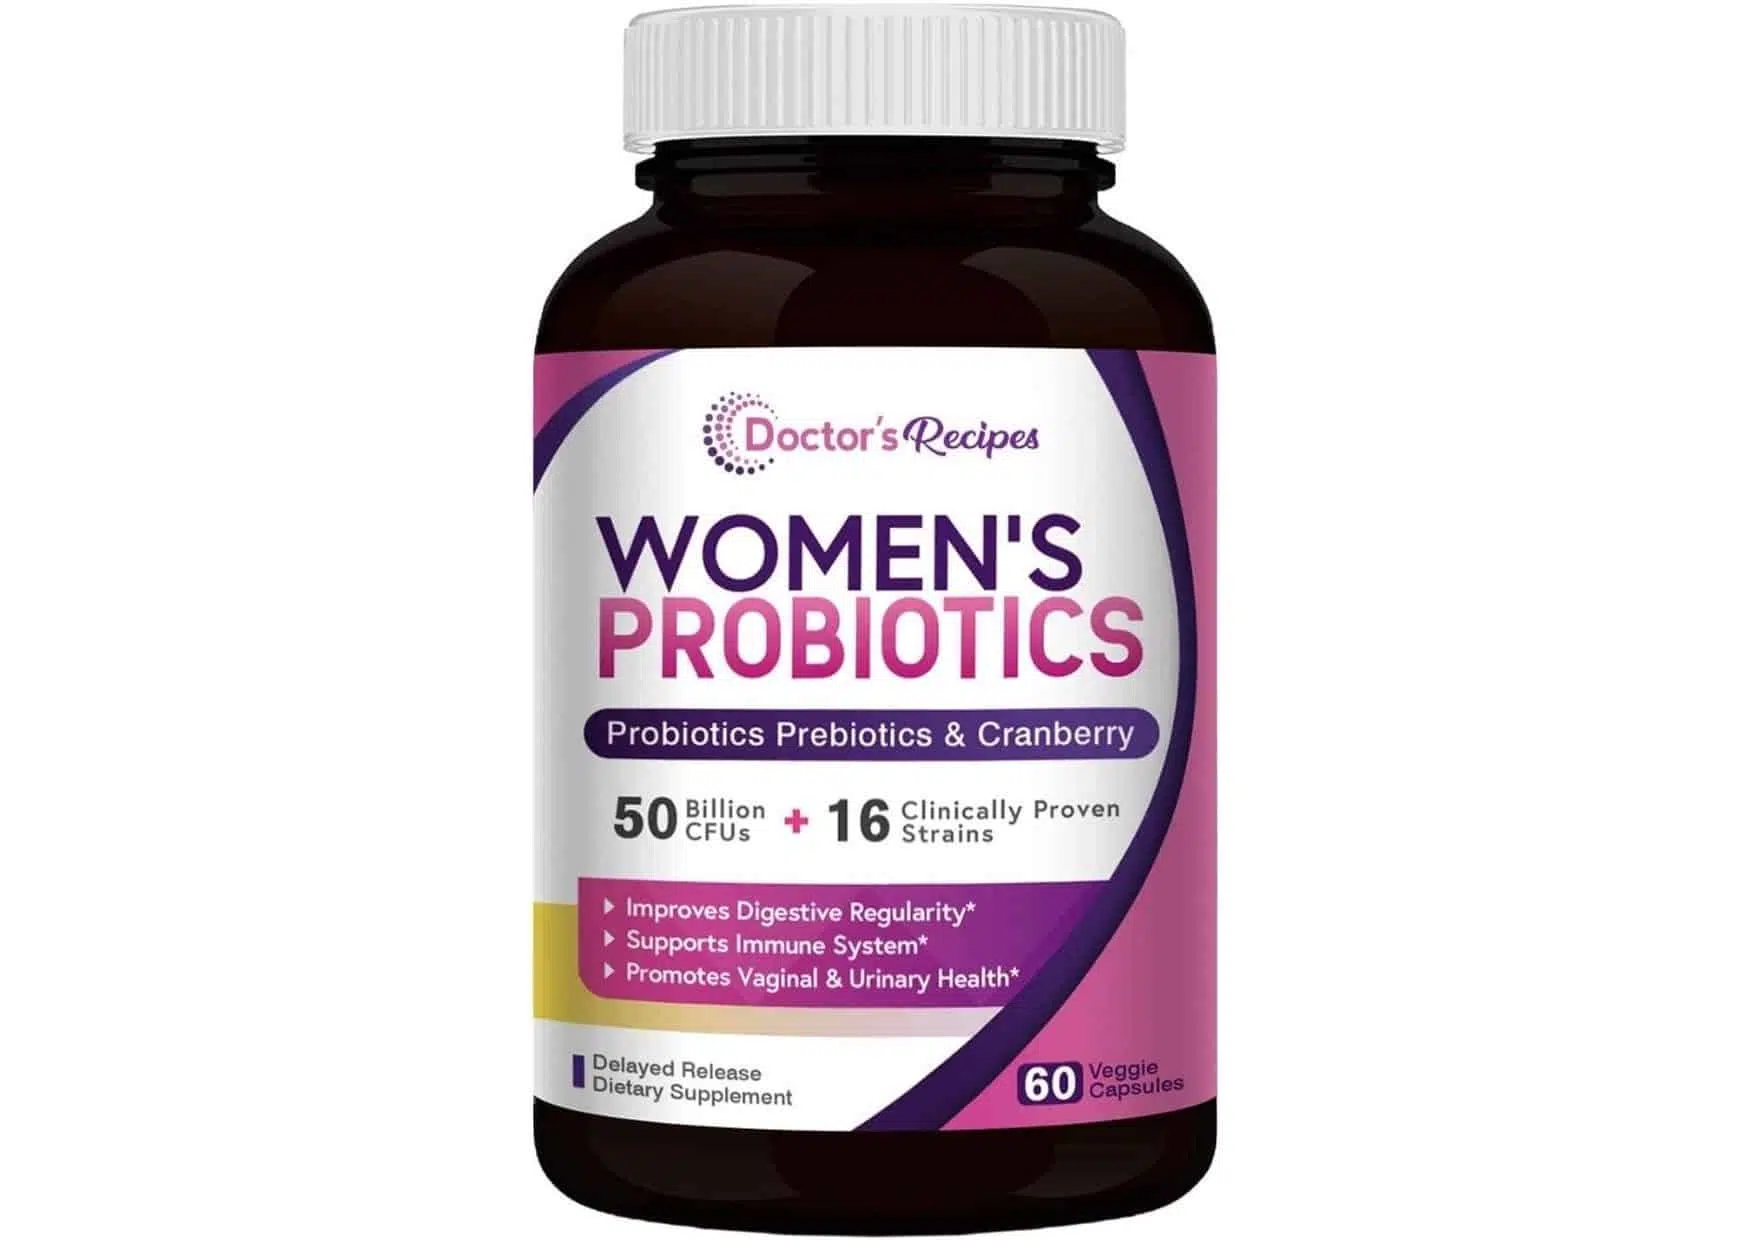 Doctor's Recipes
WOMEN'S
PROBIOTICS
Probiotics Prebiotics & Cranberry
50 Billion CFUs + 16 Clinically Proven Strains
Improves Digestive Regularity*
Supports Immune System*
Promotes Vaginal & Urinary Health*
Delayed Release
Dietary Supplement
60 Veggie Capsules